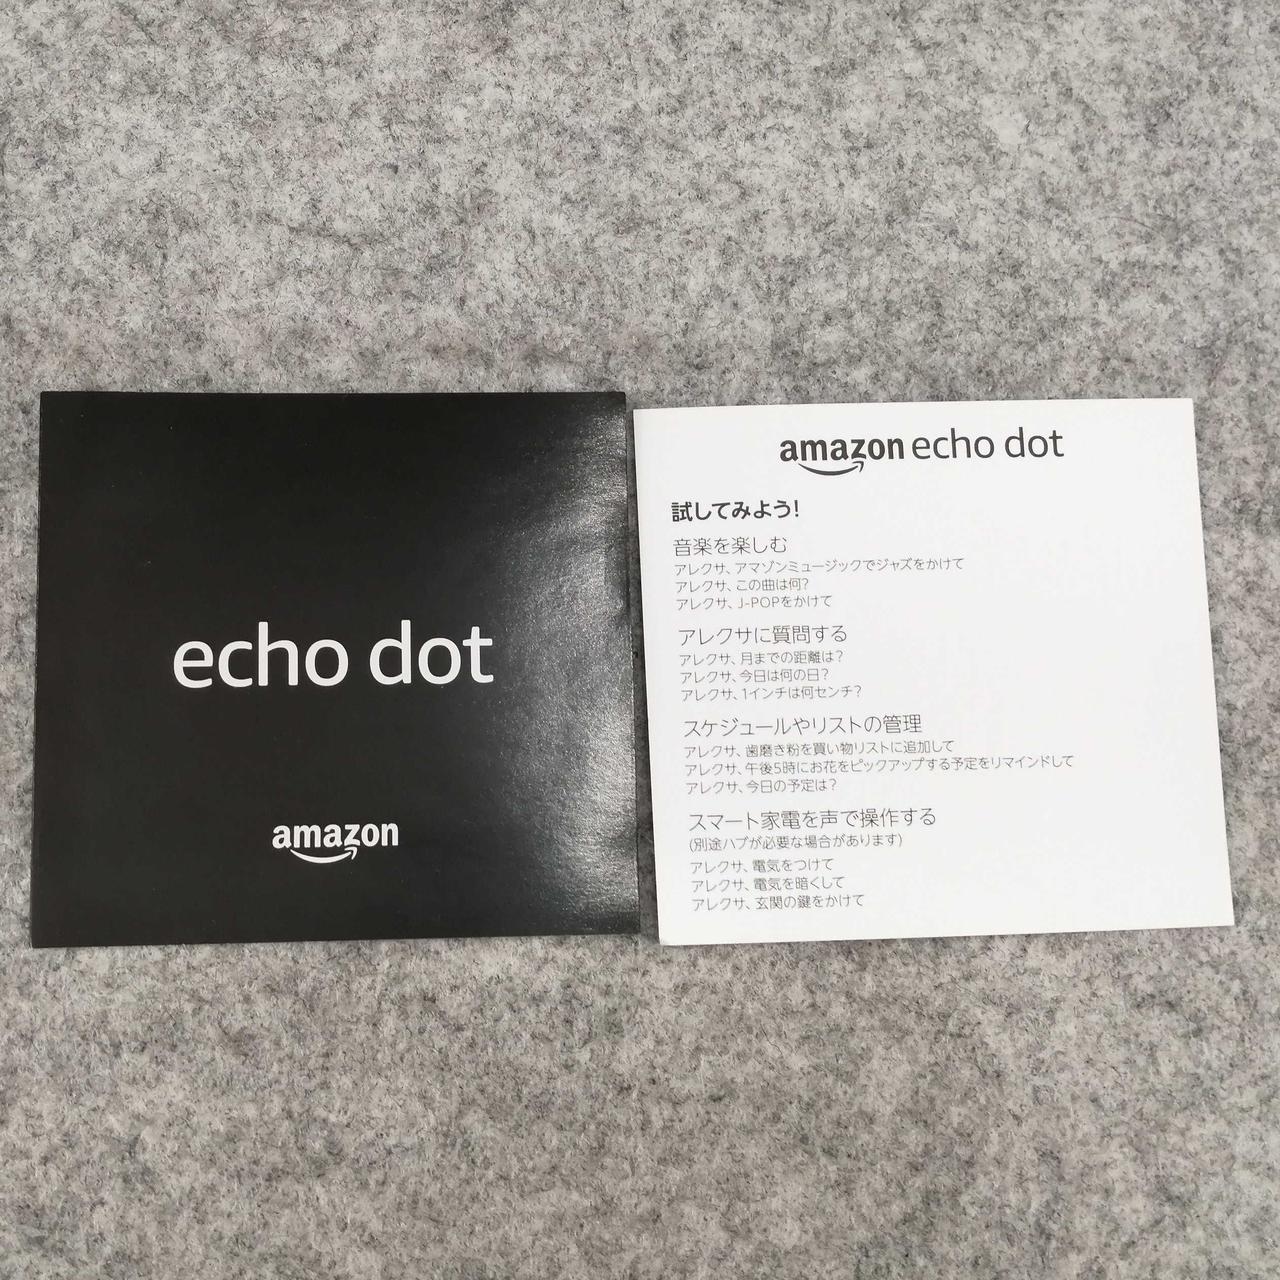 echo dot
amazon
amazon echo dot
試してみよう!
音楽を楽しむ
アレクサ、アマゾンミュージックでジャズをかけて
アレクサ、この曲は何?
アレクサ、J-POPをかけて
アレクサに質問する
アレクサ、月までの距離は?
アレクサ、今日は何の日?
アレクサ、1インチは何センチ?
スケジュールやリストの管理
アレクサ、歯磨き粉を買い物リストに追加して
アレクサ、午後5時にお花をピックアップする予定をリマインドして
アレクサ、今日の予定は?
スマート家電を声で操作する
(別途ハブが必要な場合があります)
アレクサ、電気をつけて
アレクサ、電気を暗くして
アレクサ、玄関の鍵をかけて